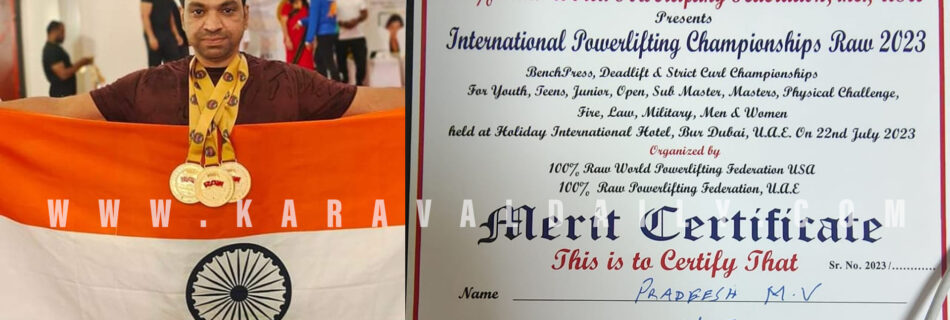 Presents
International Powerlifting Championships Raw 2023
BenchPress, Deadlift & Strict Curl Championships
For Youth, Teens, Junior, Open, Sub Master, Masters, Physical Challenge,
Fire, Law, Military, Men & Women
held at Holiday International Hotel, Bur Dubai, U.A.E. On 22nd July 2023
Organized by
100% Raw World Powerlifting Federation USA
100% Raw Powerlifting Federation, U.A.E
WWW.KARAVALDAILY.COM
Merit Certificate
This is to Certify That
Sr. No. 2023/............
Name PRADEESH M.V
RAW